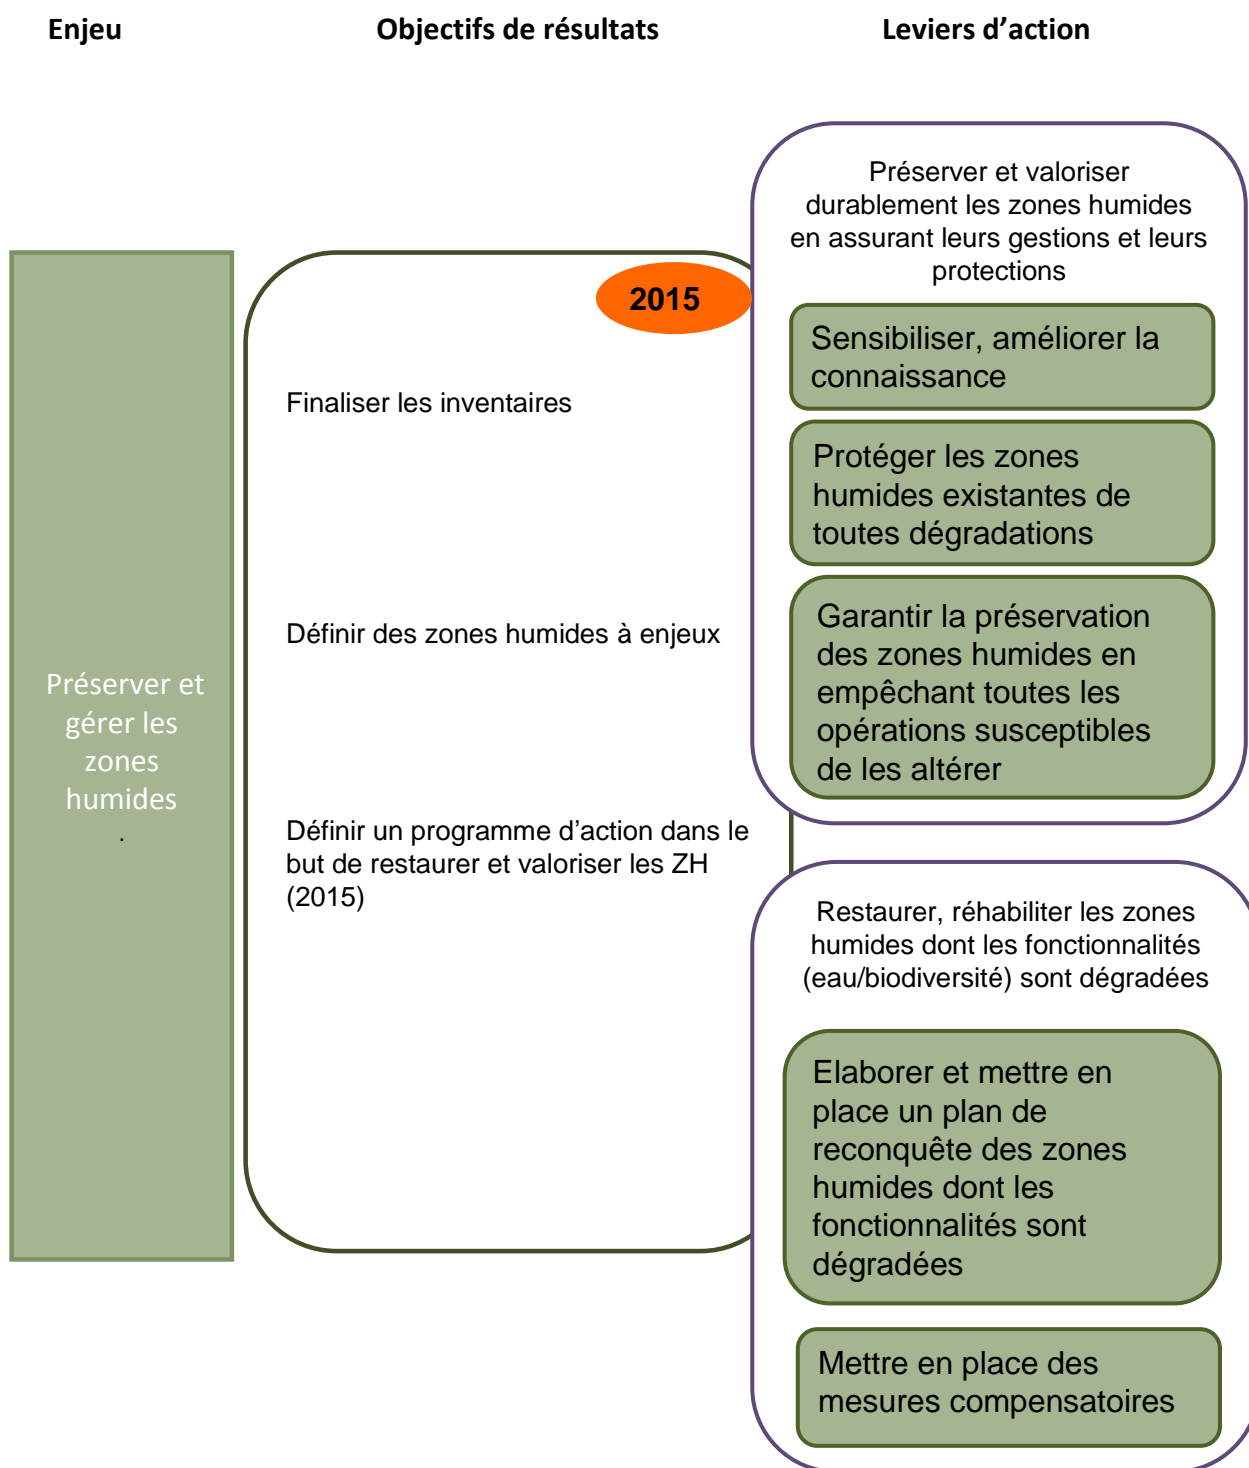 Enjeu
Objectifs de résultats
Leviers d’action
Préserver et
gérer les
zones
humides
.
2015
Finaliser les inventaires
Définir des zones humides à enjeux
Définir un programme d’action dans le
but de restaurer et valoriser les ZH
(2015)
Préserver et valoriser
durablement les zones humides
en assurant leurs gestions et leurs
protections
Sensibiliser, améliorer la
connaissance
Protéger les zones
humides existantes de
toutes dégradations
Garantir la préservation
des zones humides en
empêchant toutes les
opérations susceptibles
de les altérer
Restaurer, réhabiliter les zones
humides dont les fonctionnalités
(eau/biodiversité) sont dégradées
Elaborer et mettre en
place un plan de
reconquête des zones
humides dont les
fonctionnalités sont
dégradées
Mettre en place des
mesures compensatoires